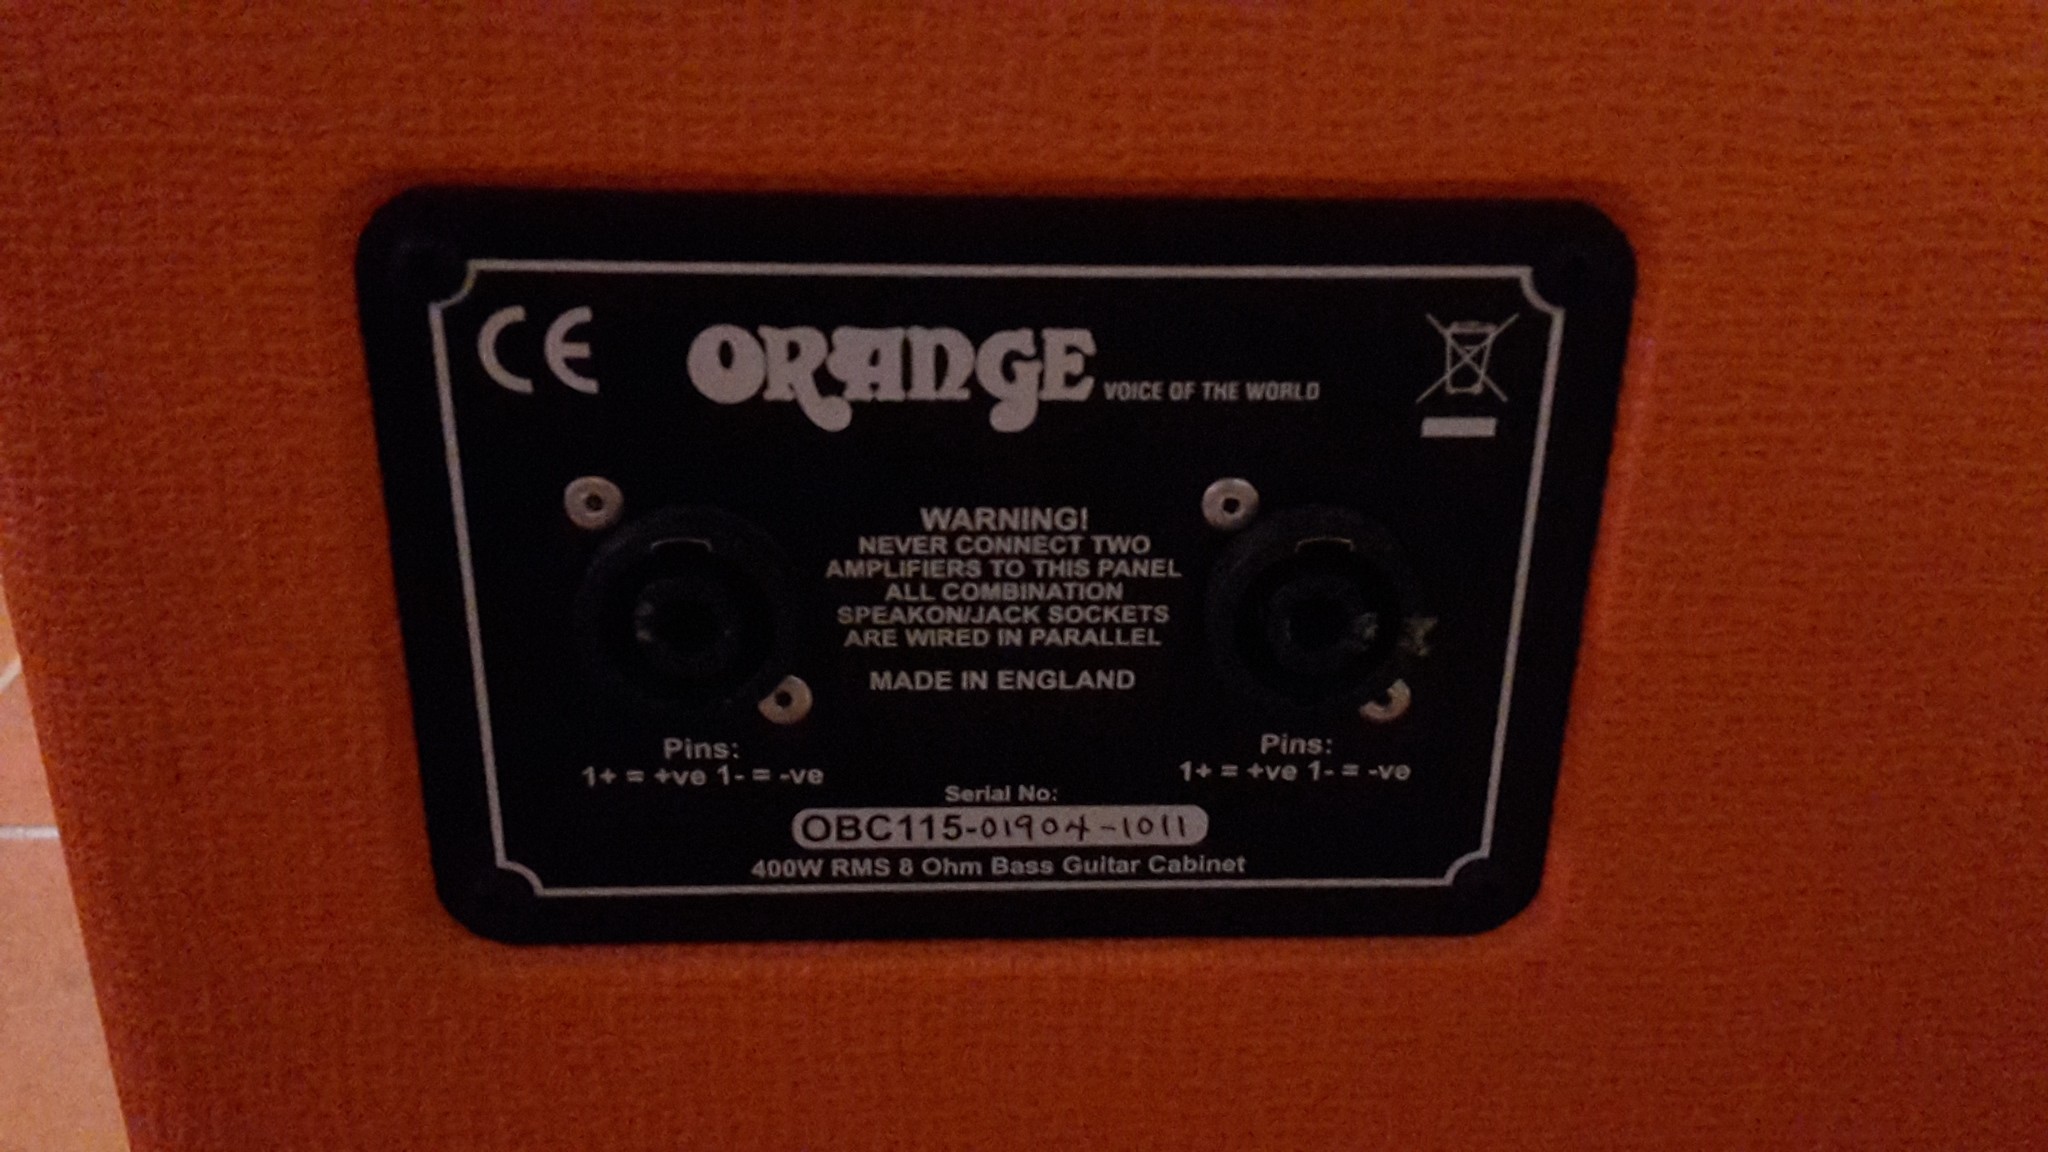 CE
ORANGE VOICE OF THE WORLD
WARNING!
NEVER CONNECT TWO
AMPLIFIERS TO THIS PANEL
ALL COMBINATION
SPEAKON/JACK SOCKETS
ARE WIRED IN PARALLEL
MADE IN ENGLAND
Pins:
1+ = +ve 1- = -ve
Pins:
1+ = +ve 1- = -ve
Serial No:
OBC115-01904-1011
400W RMS 8 Ohm Bass Guitar Cabinet